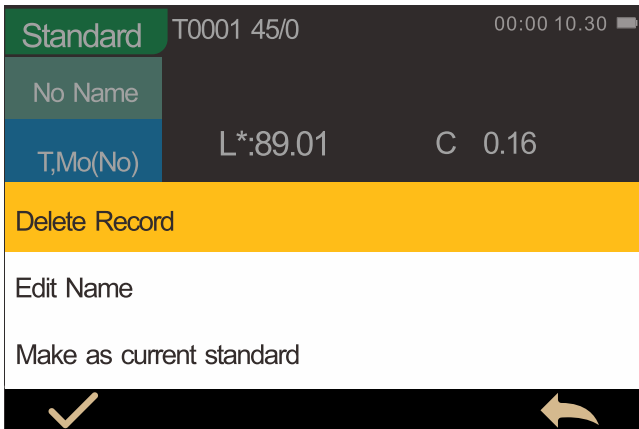 Standard T0001 45/0 00:00 10.30
No Name
T,Mo(No) L*:89.01 C 0.16
Delete Record
Edit Name
Make as current standard